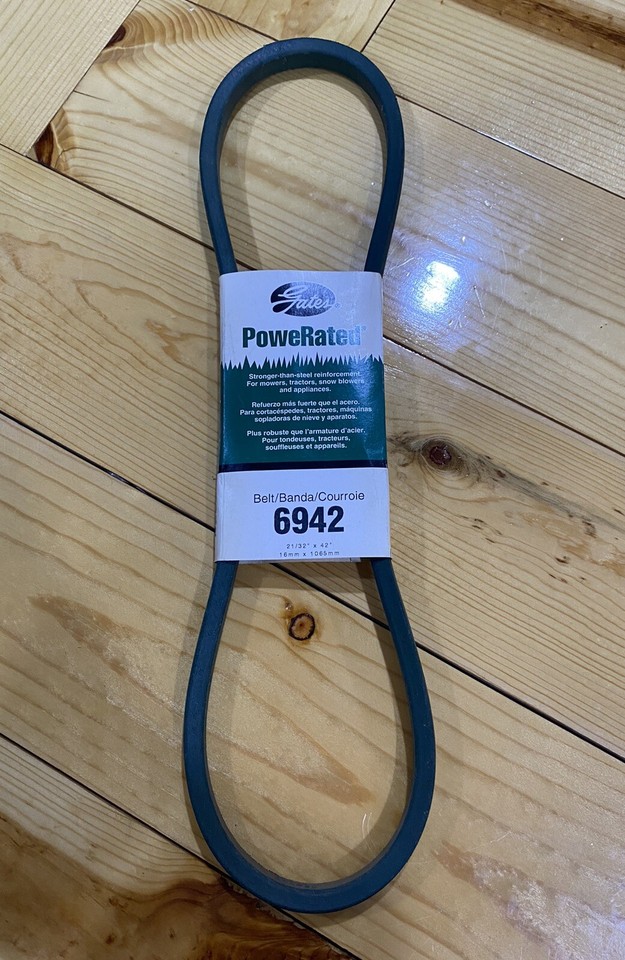 Gates
PoweRated®
Stronger-than-steel reinforcement.
For mowers, tractors, snow blowers
and appliances.
Refuerzo más fuerte que el acero.
Para cortacéspedes, tractores, máquinas
sopladoras de nieve y aparatos.
Plus robuste que l'armature d'acier.
Pour tondeuses, tracteurs,
souffleuses et appareils.
Belt/Banda/Courroie
6942
21/32" x 42"
16mm x 1065mm